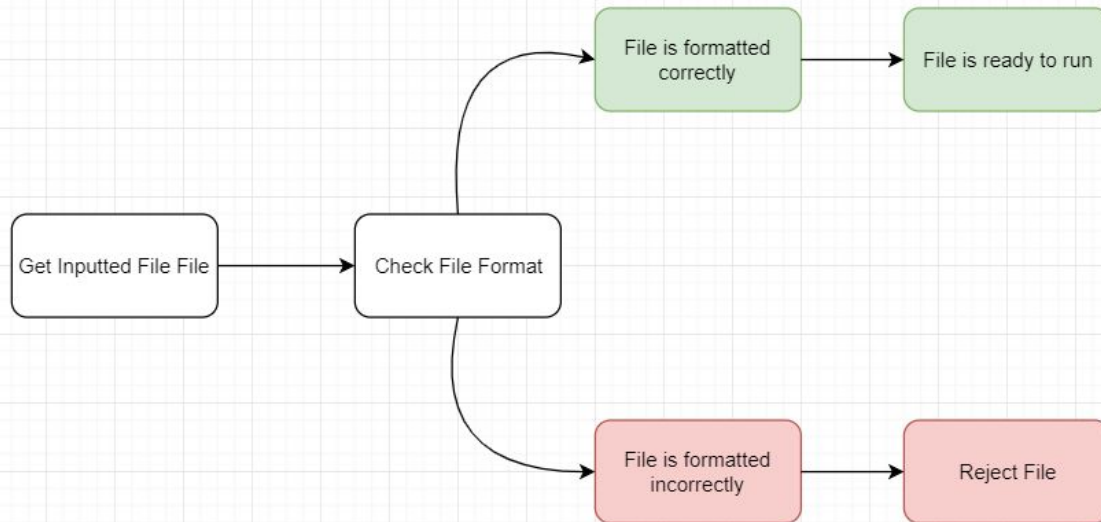 File is formatted
correctly
File is ready to run
Get Inputted File File
Check File Format
File is formatted
incorrectly
Reject File